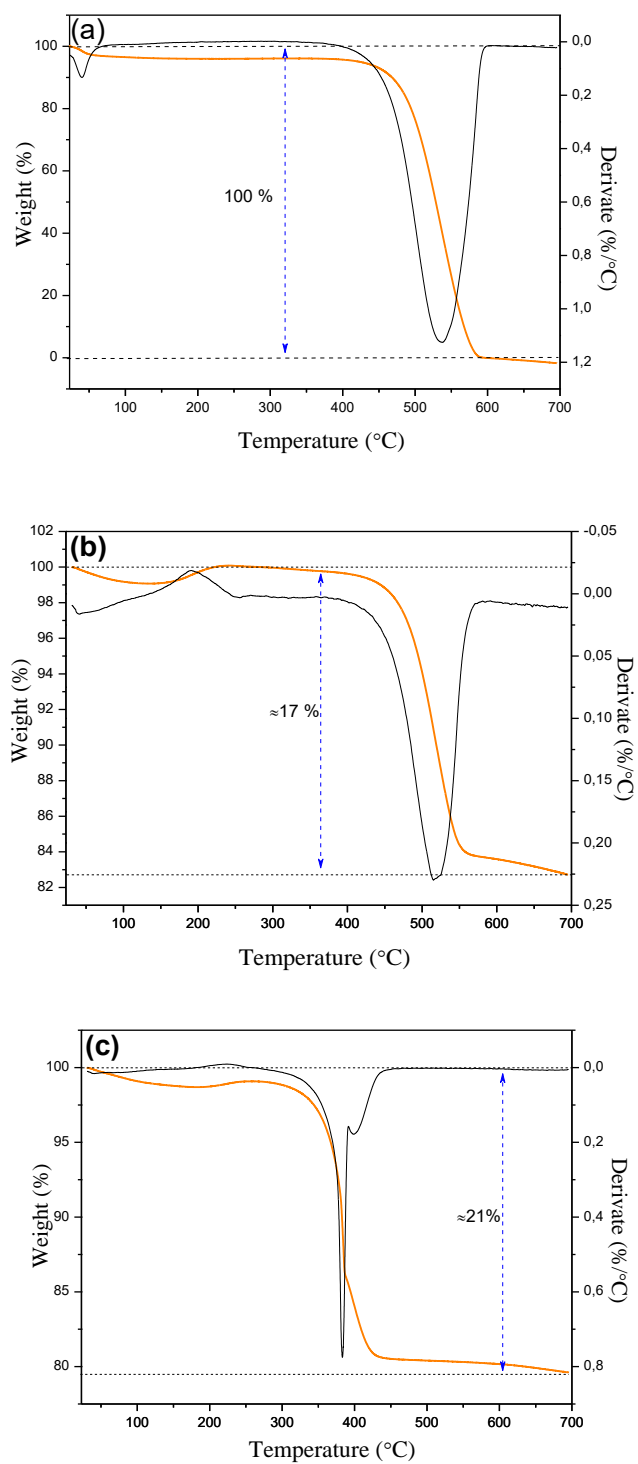 (a)
100
80
60
40
20
0
Weight (%)
100 %
0,0
0,2
0,4
0,6
0,8
1,0
1,2
Derivate (%/°C)
100 200 300 400 500 600 700
Temperature (°C)
(b)
102
100
98
96
94
92
90
88
86
84
82
Weight (%)
≈17 %
-0,05
0,00
0,05
0,10
0,15
0,20
0,25
Derivate (%/°C)
100 200 300 400 500 600 700
Temperature (°C)
(c)
100
95
90
85
80
Weight (%)
≈21%
0,0
0,2
0,4
0,6
0,8
Derivate (%/°C)
100 200 300 400 500 600 700
Temperature (°C)